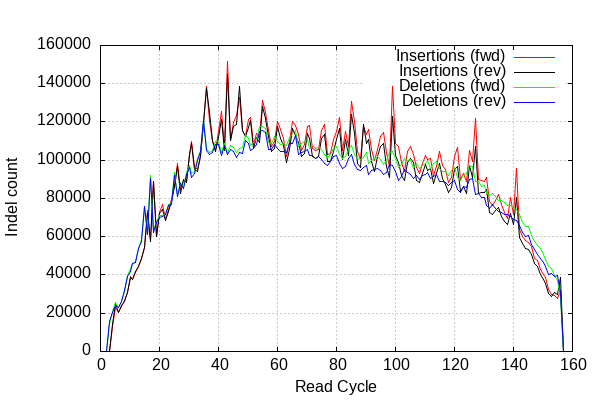 160000
140000
120000
100000
80000
60000
40000
20000
0
Indel count
Insertions (fwd)
Insertions (rev)
Deletions (fwd)
Deletions (rev)
0 20 40 60 80 100 120 140 160
Read Cycle